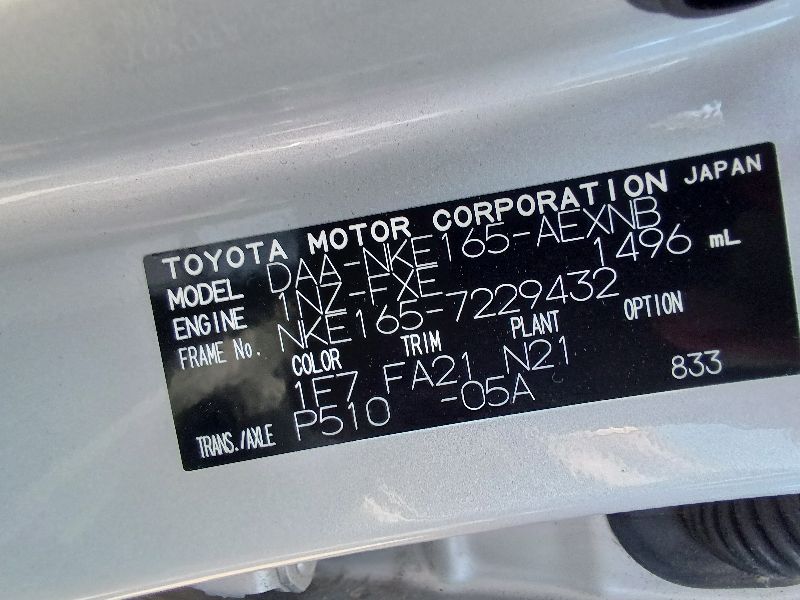 TOYOTA MOTOR CORPORATION JAPAN
MODEL DAA-NKE165-AEXNB
ENGINE 1NZ-FXE 1496 mL
FRAME No. NKE165-7229432
COLOR TRIM PLANT OPTION
1F7 FA21 N21
TRANS./AXLE P510 -05A 833